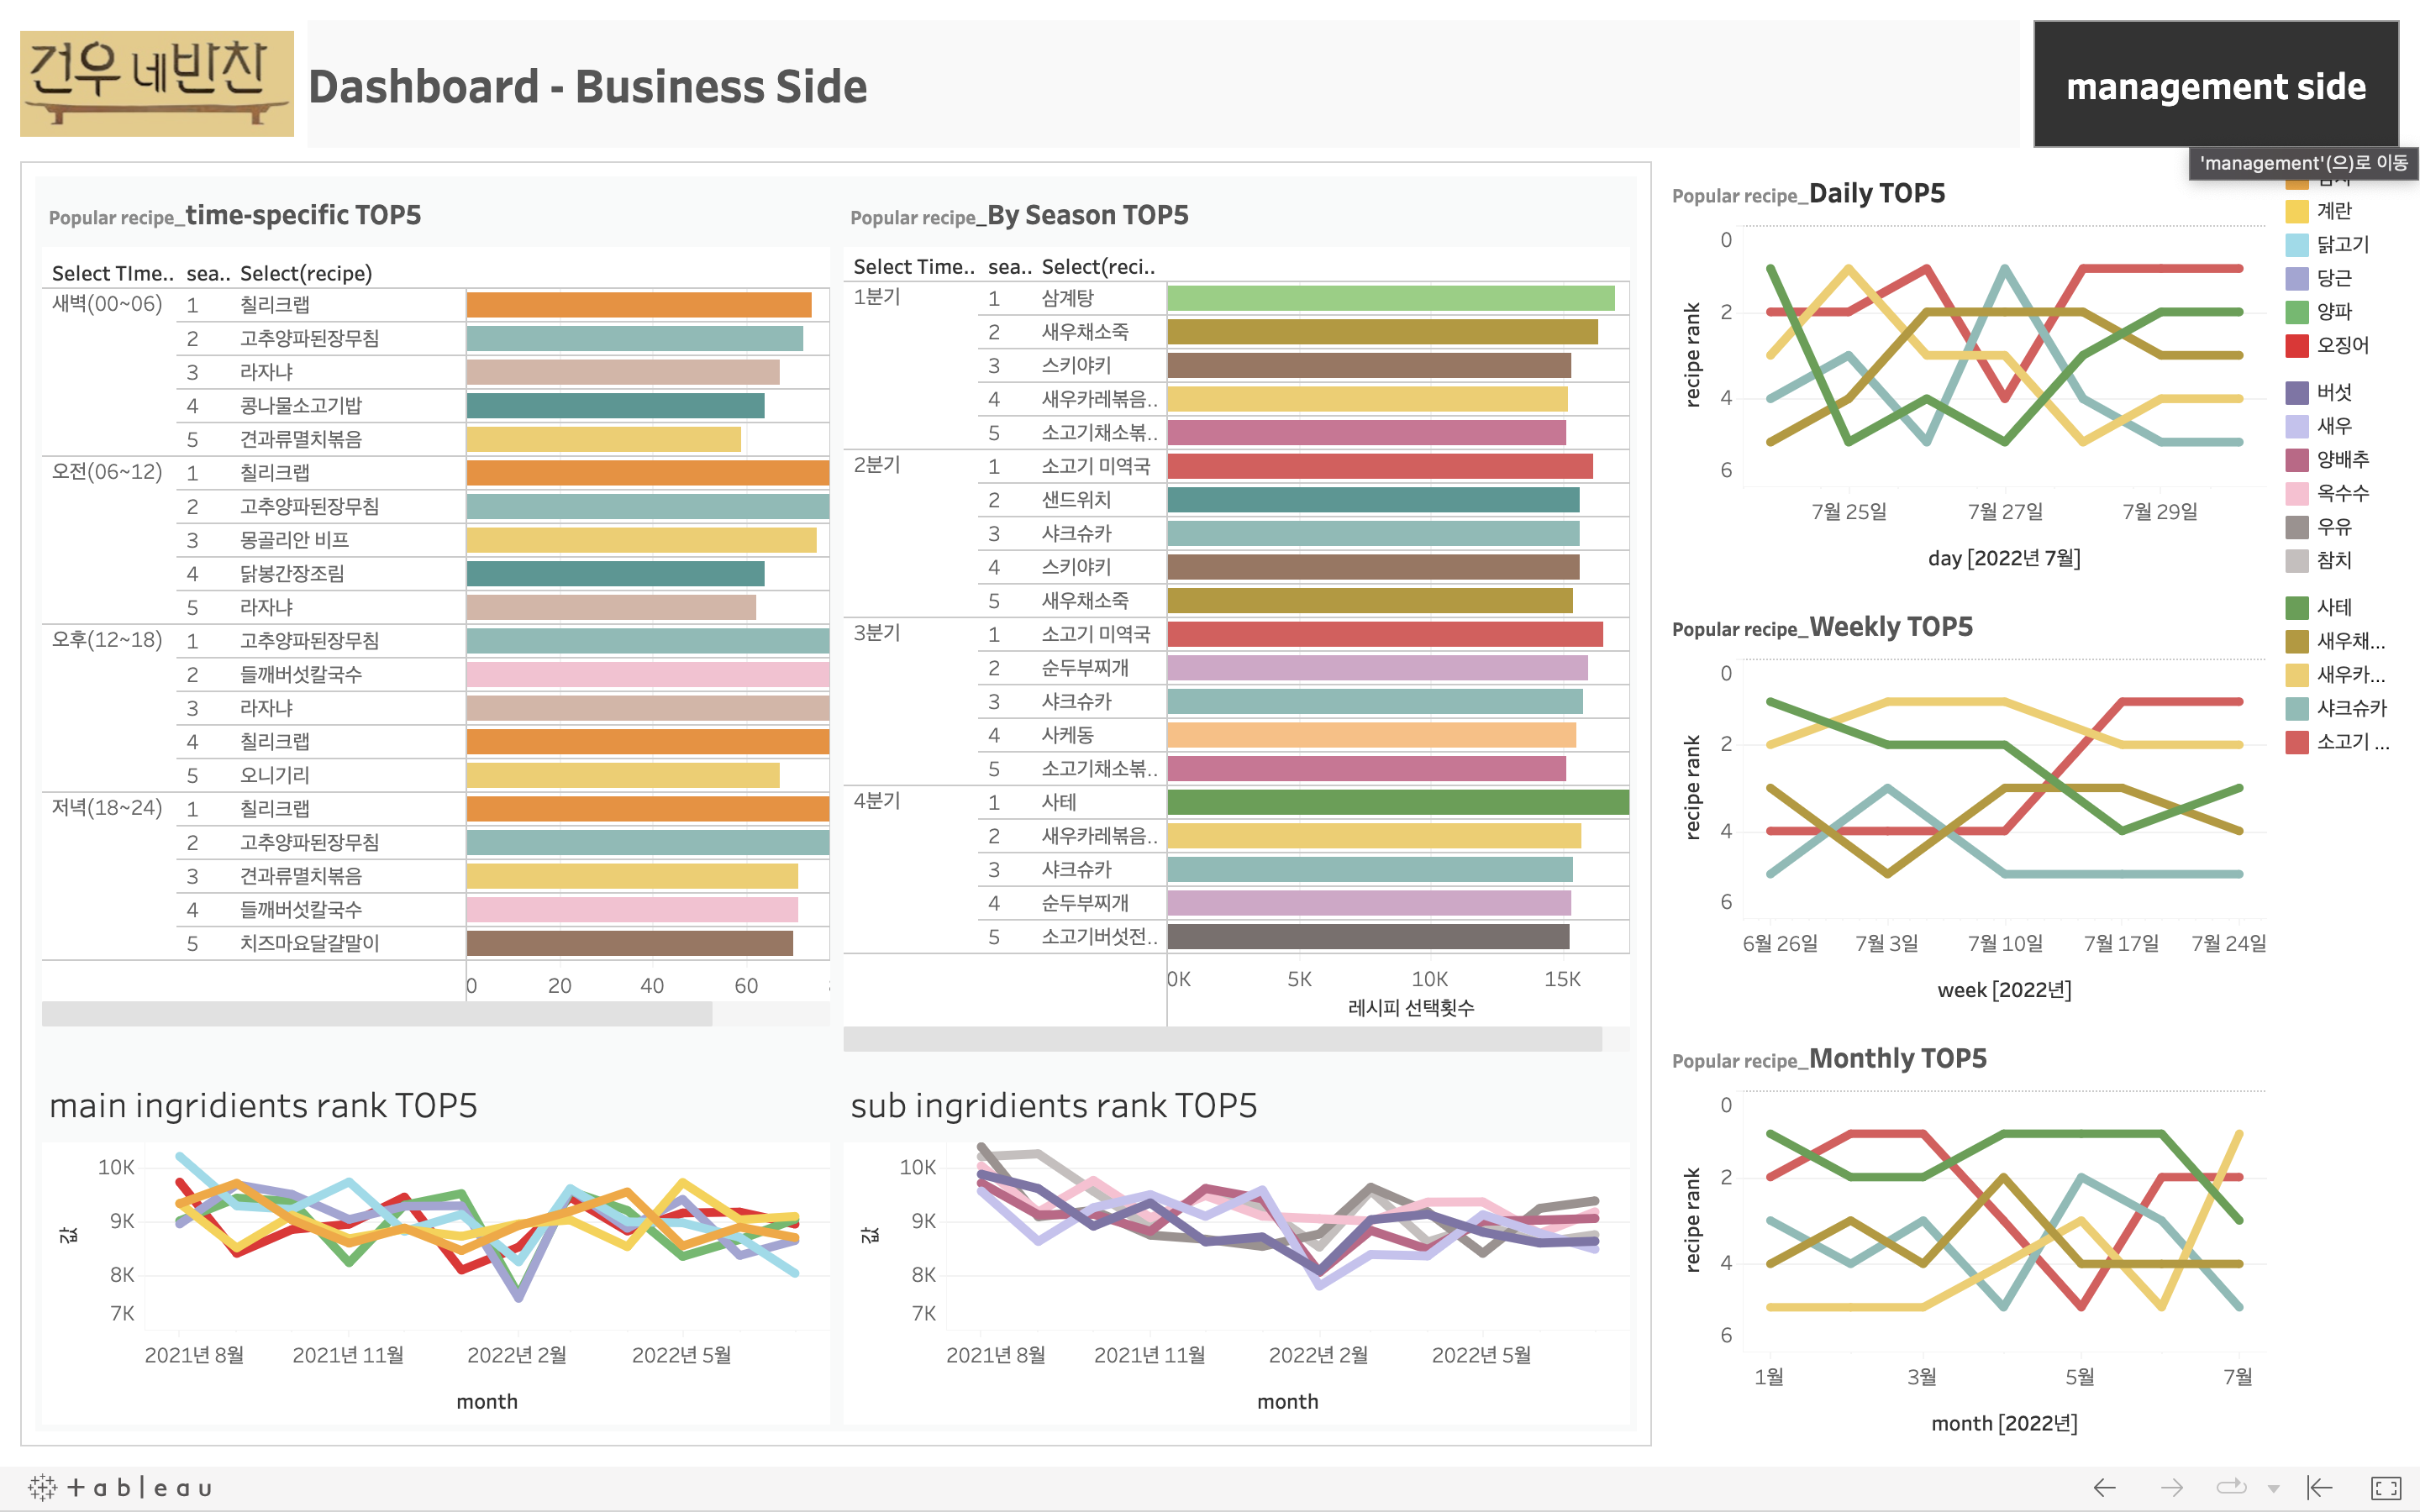 건우네반찬
Dashboard - Business Side
management side
'management'(으)로 이동
Popular recipe_time-specific TOP5
Select TIme.. sea.. Select(recipe)
새벽(00~06) 1 칠리크랩
2 고추양파된장무침
3 라자냐
4 콩나물소고기밥
5 견과류멸치볶음
오전(06~12) 1 칠리크랩
2 고추양파된장무침
3 몽골리안 비프
4 닭봉간장조림
5 라자냐
오후(12~18) 1 고추양파된장무침
2 들깨버섯칼국수
3 라자냐
4 칠리크랩
5 오니기리
저녁(18~24) 1 칠리크랩
2 고추양파된장무침
3 견과류멸치볶음
4 들깨버섯칼국수
5 치즈마요달걀말이
0 20 40 60
Popular recipe_By Season TOP5
Select Time.. sea.. Select(reci..
1분기 1 삼계탕
2 새우채소죽
3 스키야키
4 새우카레볶음..
5 소고기채소볶..
2분기 1 소고기 미역국
2 샌드위치
3 샤크슈카
4 스키야키
5 새우채소죽
3분기 1 소고기 미역국
2 순두부찌개
3 샤크슈카
4 사케동
5 소고기채소볶..
4분기 1 사테
2 새우카레볶음..
3 샤크슈카
4 순두부찌개
5 소고기버섯전..
0K 5K 10K 15K
레시피 선택횟수
main ingridients rank TOP5
10K
9K
8K
7K
값
2021년 8월 2021년 11월 2022년 2월 2022년 5월
month
sub ingridients rank TOP5
10K
9K
8K
7K
값
2021년 8월 2021년 11월 2022년 2월 2022년 5월
month
Popular recipe_Daily TOP5
0
2
4
6
recipe rank
7월 25일 7월 27일 7월 29일
day [2022년 7월]
Popular recipe_Weekly TOP5
0
2
4
6
recipe rank
6월 26일 7월 3일 7월 10일 7월 17일 7월 24일
week [2022년]
Popular recipe_Monthly TOP5
0
2
4
6
recipe rank
1월 3월 5월 7월
month [2022년]
계란
닭고기
당근
양파
오징어
버섯
새우
양배추
옥수수
우유
참치
사테
새우채...
새우카...
샤크슈카
소고기 ...
+ableau